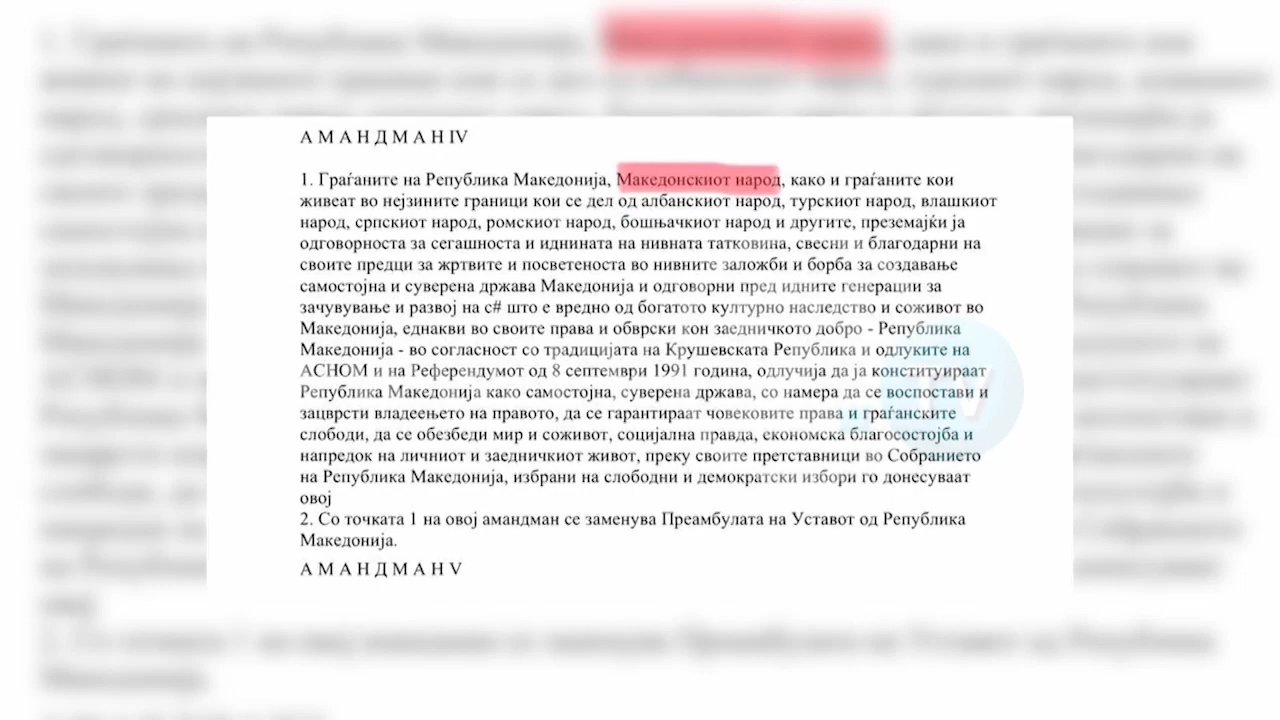 А М А Н Д М А Н IV
1. Граѓаните на Република Македонија, Македонскиот народ, како и граѓаните кои
живеат во нејзините граници кои се дел од албанскиот народ, турскиот народ, влашкиот
народ, српскиот народ, ромскиот народ, бошњачкиот народ и другите, преземајќи ја
одговорноста за сегашноста и иднината на нивната татковина, свесни и благодарни на
своите предци за жртвите и посветеноста во нивните заложби и борба за создавање
самостојна и суверена држава Македонија и одговорни пред идните генерации за
зачувување и развој на с# што е вредно од богатото културно наследство и соживот во
Македонија, еднакви во своите права и обврски кон заедничкото добро - Република
Македонија - во согласност со традицијата на Крушевската Република и одлуките на
АСНОМ и на Референдумот од 8 септември 1991 година, одлучија да ја конституираат
Република Македонија како самостојна, суверена држава, со намера да се воспостави и
зацврсти владеењето на правото, да се гарантираат човековите права и граѓанските
слободи, да се обезбеди мир и соживот, социјална правда, економска благосостојба и
напредок на личниот и заедничкиот живот, преку своите претставници во Собранието
на Република Македонија, избрани на слободни и демократски избори го донесуваат
овој
2. Со точката 1 на овој амандман се заменува Преамбулата на Уставот од Република
Македонија.
А М А Н Д М А Н V